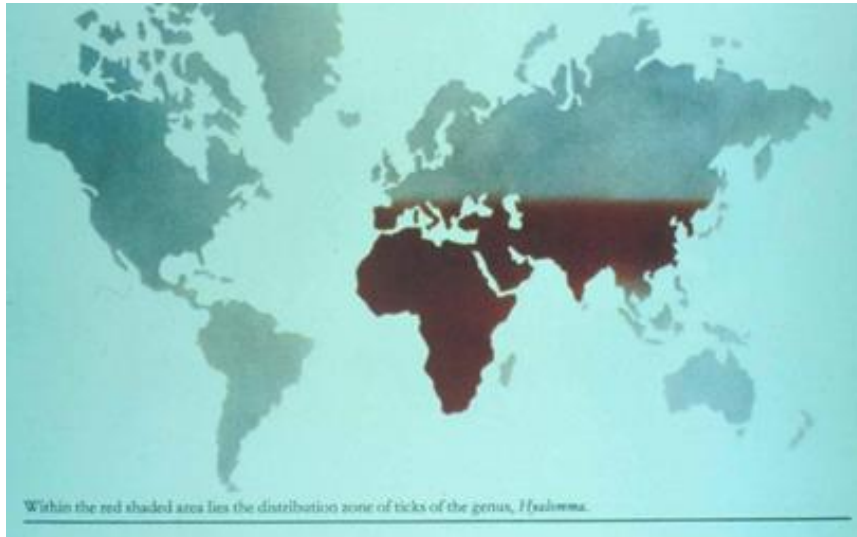 Within the red shaded area lies the distribution zone of ticks of the genus, Hyalomma.